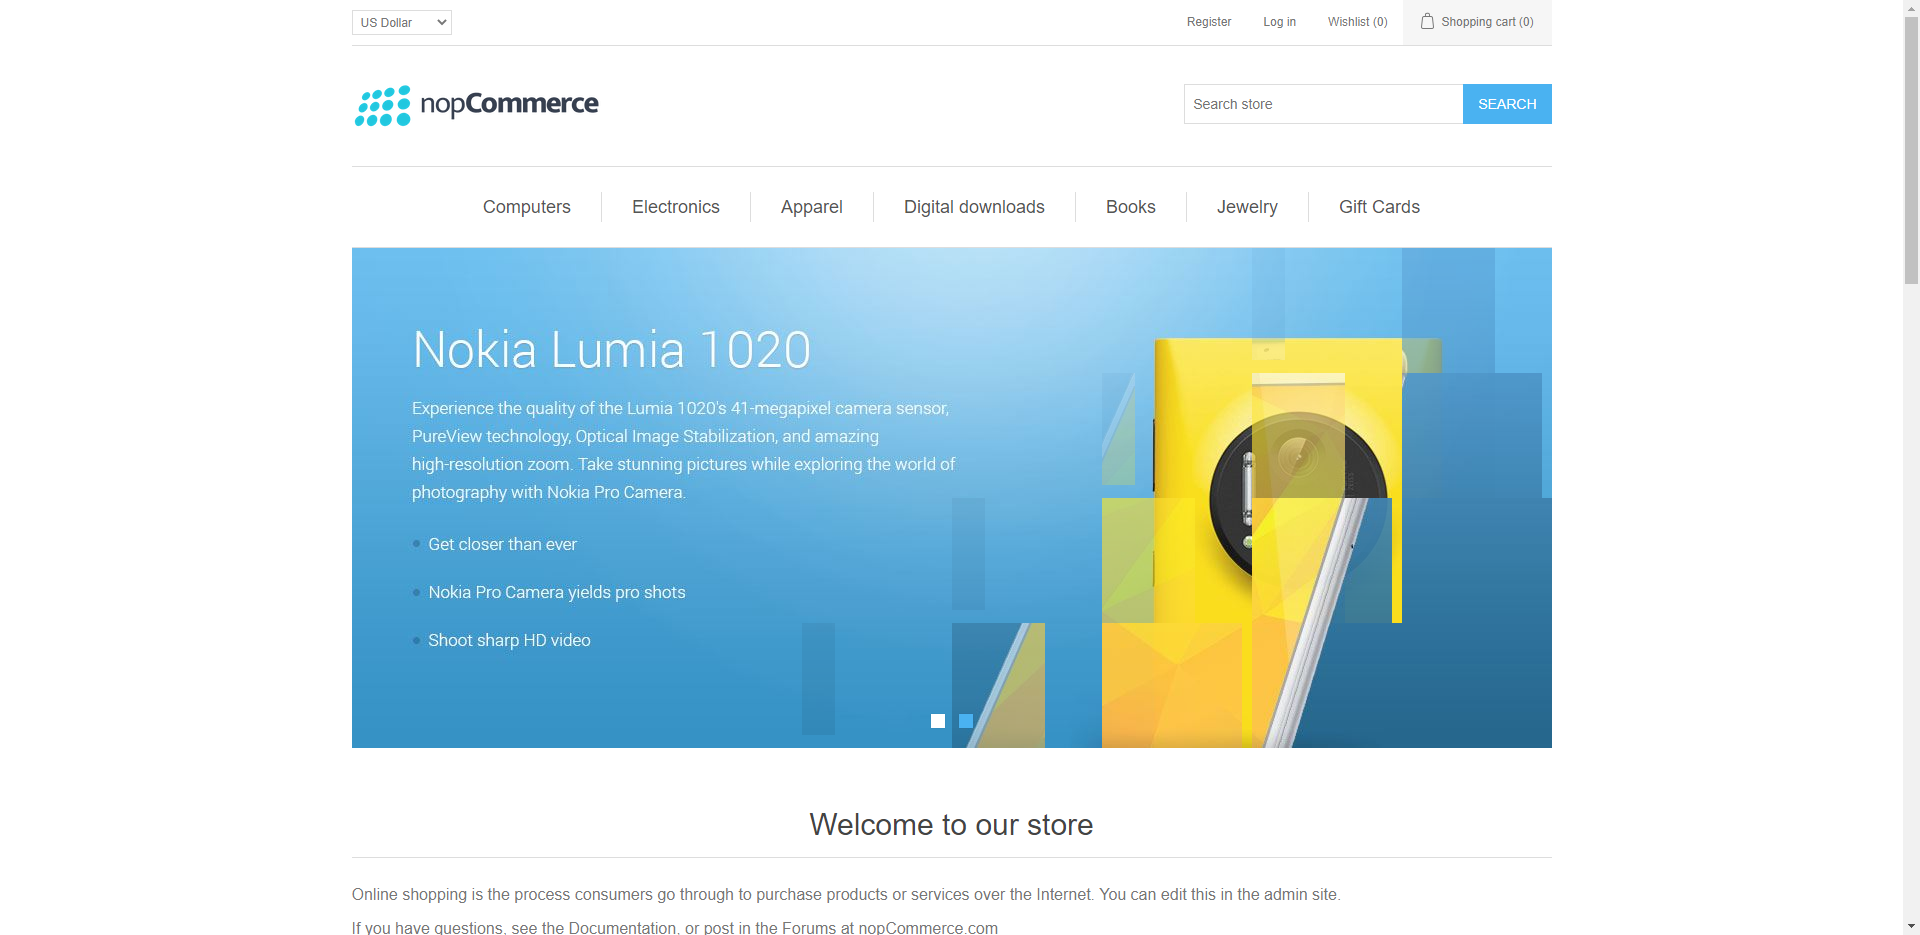 US Dollar
Register
Log in
Wishlist (0)
Shopping cart (0)
nopCommerce
Search store
SEARCH
Computers
Electronics
Apparel
Digital downloads
Books
Jewelry
Gift Cards
Nokia Lumia 1020
Experience the quality of the Lumia 1020's 41-megapixel camera sensor,
PureView technology, Optical Image Stabilization, and amazing
high-resolution zoom. Take stunning pictures while exploring the world of
photography with Nokia Pro Camera.
Get closer than ever
Nokia Pro Camera yields pro shots
Shoot sharp HD video
Welcome to our store
Online shopping is the process consumers go through to purchase products or services over the Internet. You can edit this in the admin site.
If you have questions, see the Documentation, or post in the Forums at nopCommerce.com